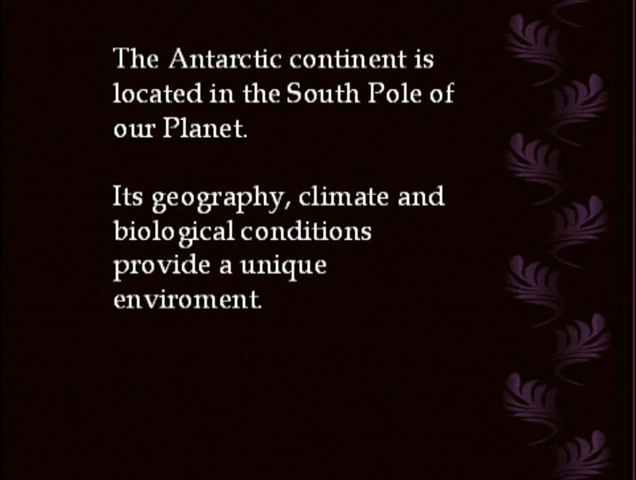 The Antarctic continent is
located in the South Pole of
our Planet.
Its geography, climate and
biological conditions
provide a unique
enviroment.